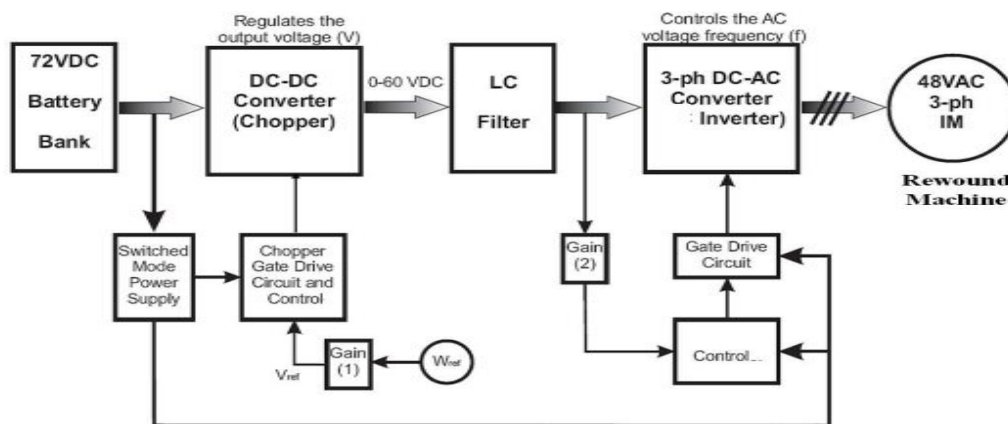 Regulates the
output voltage (V)
Controls the AC
voltage frequency (f)
72VDC
Battery
Bank
DC-DC
Converter
(Chopper)
0-60 VDC
LC
Filter
3-ph DC-AC
Converter
: Inverter)
48VAC
3-ph
IM
Rewound
Machine
Switched
Mode
Power
Supply
Chopper
Gate Drive
Circuit and
Control
Gain
(2)
Gate Drive
Circuit
Vref
Gain
(1)
Wref
Control...